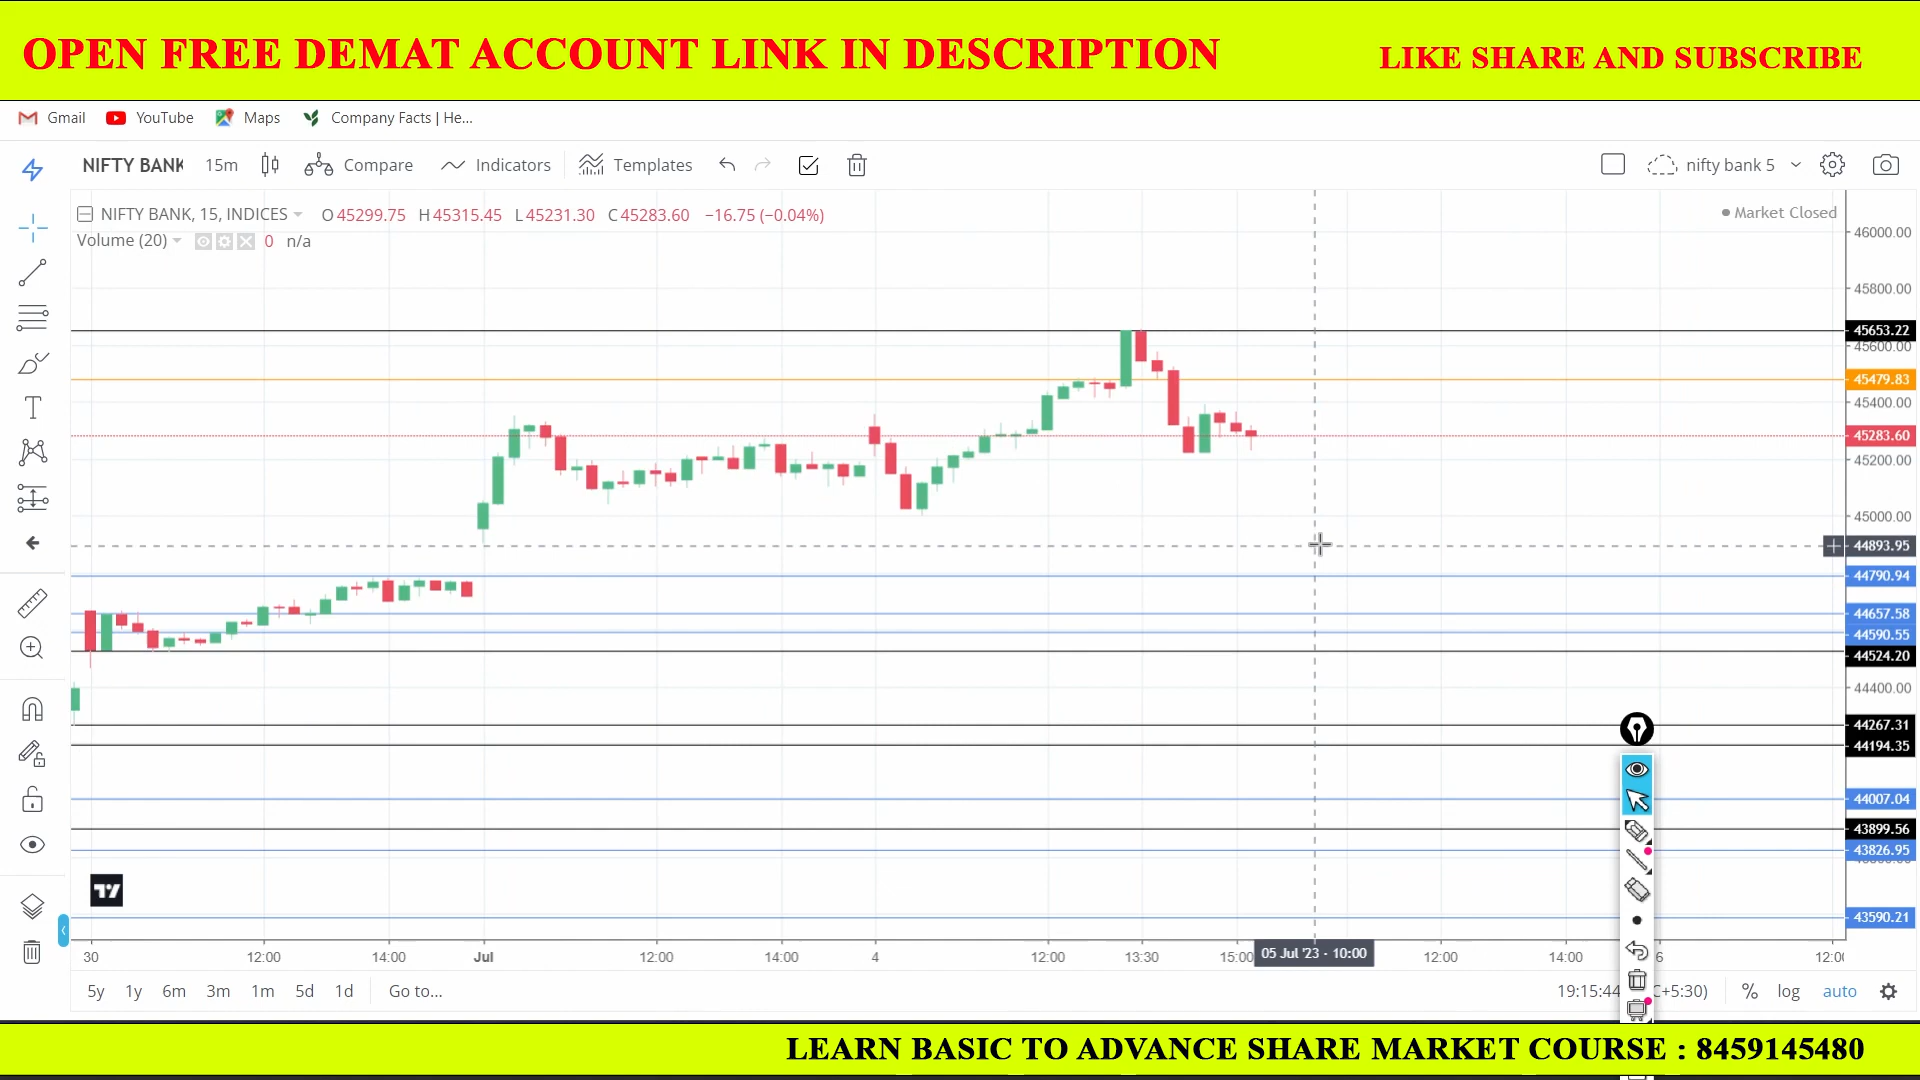 OPEN FREE DEMAT ACCOUNT LINK IN DESCRIPTION
LIKE SHARE AND SUBSCRIBE
Gmail YouTube Maps Company Facts | He...
NIFTY BANK 15m Compare Indicators Templates nifty bank 5
NIFTY BANK, 15, INDICES O45299.75 H45315.45 L45231.30 C45283.60 −16.75 (−0.04%)
Market Closed
Volume (20) 0 n/a
46000.00
45800.00
45653.22
45600.00
45479.83
45400.00
45283.60
45200.00
45000.00
44893.95
44790.94
44657.58
44590.55
44524.20
44400.00
44267.31
44194.35
44007.04
43899.56
43826.95
43590.21
30 12:00 14:00 Jul 12:00 14:00 4 12:00 13:30 15:00 05 Jul '23 - 10:00 12:00 14:00 6 12:00
5y 1y 6m 3m 1m 5d 1d Go to...
19:15:44 C+5:30) % log auto
LEARN BASIC TO ADVANCE SHARE MARKET COURSE : 8459145480